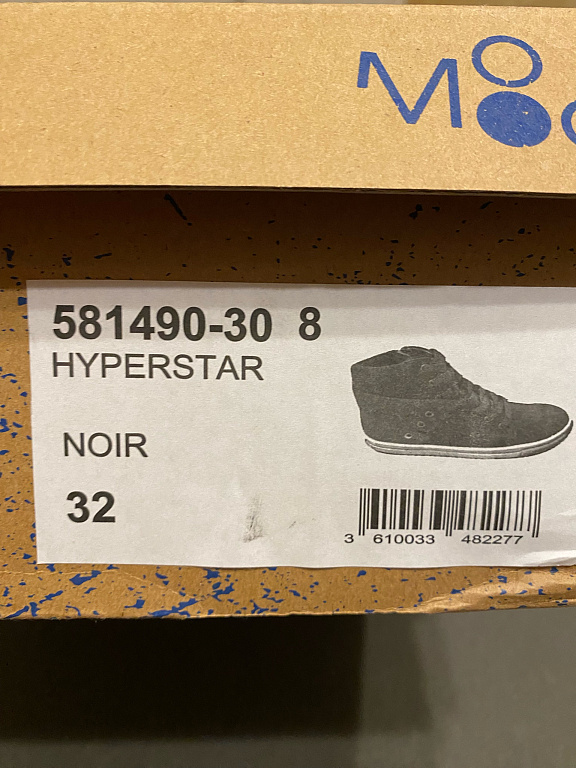 581490-30 8
HYPERSTAR
NOIR
32
3 610033 482277